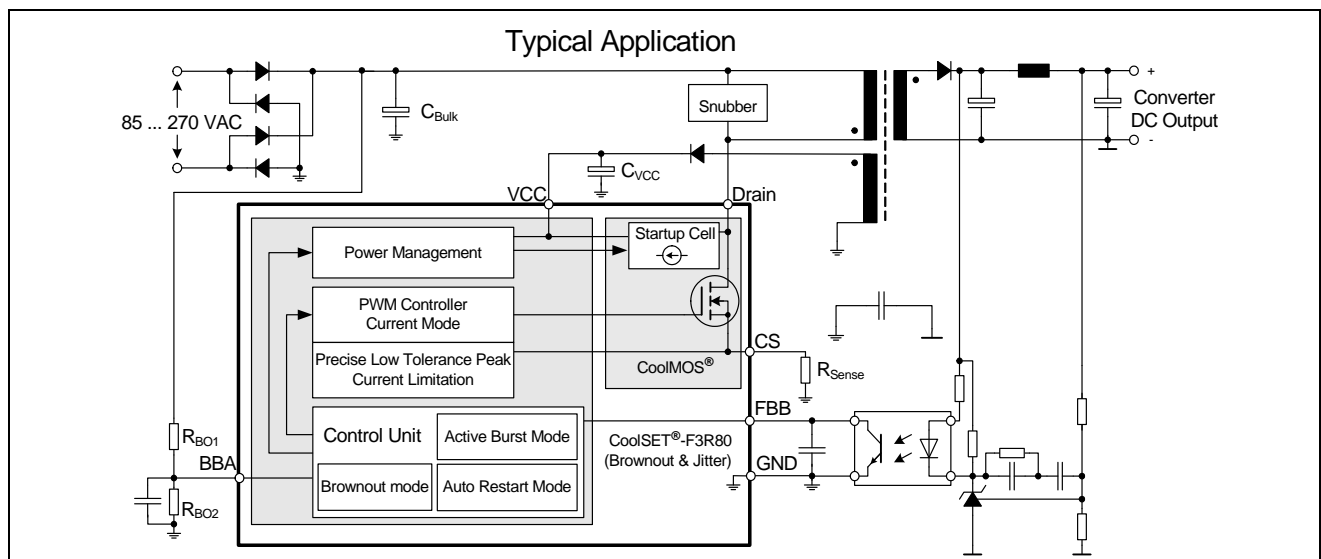 Typical Application
85 ... 270 VAC
CBulk
Snubber
+
Converter
DC Output
-
CVCC
VCC
Drain
Power Management
Startup Cell
PWM Controller
Current Mode
Precise Low Tolerance Peak
Current Limitation
CoolMOS®
CS
RSense
FBB
Control Unit
Active Burst Mode
CoolSET®-F3R80
(Brownout & Jitter)
GND
Brownout mode
Auto Restart Mode
RBO1
BBA
RBO2